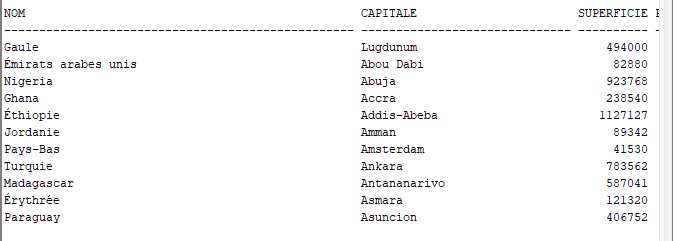 NOM CAPITALE SUPERFICIE
Gaule Lugdunum 494000
Émirats arabes unis Abou Dabi 82880
Nigeria Abuja 923768
Ghana Accra 238540
Éthiopie Addis-Abeba 1127127
Jordanie Amman 89342
Pays-Bas Amsterdam 41530
Turquie Ankara 783562
Madagascar Antananarivo 587041
Érythrée Asmara 121320
Paraguay Asuncion 406752